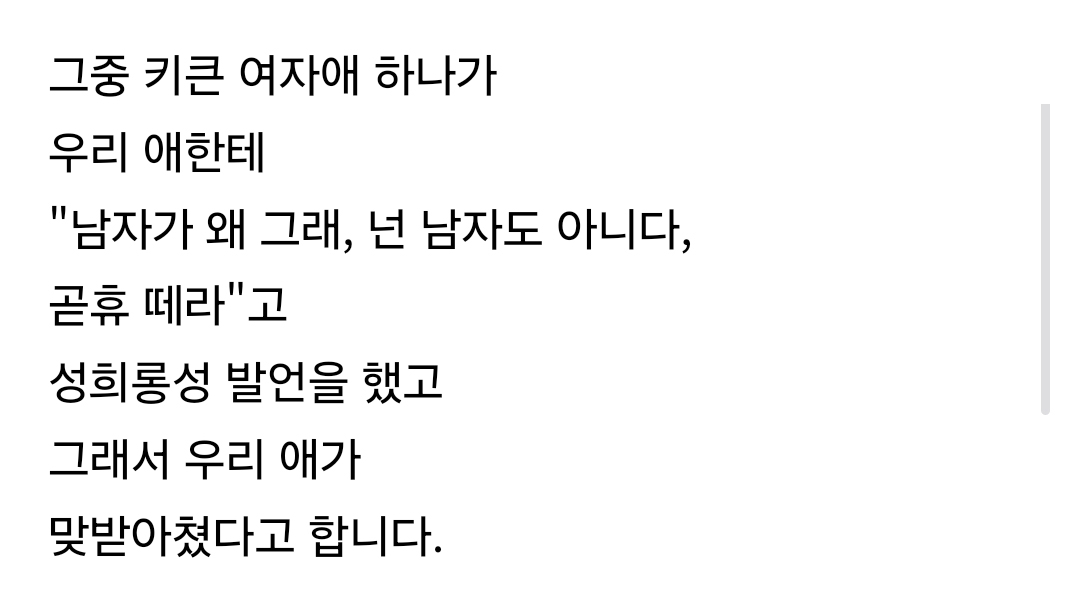 그중 키큰 여자애 하나가
우리 애한테
"남자가 왜 그래, 넌 남자도 아니다,
곧휴 떼라"고
성희롱성 발언을 했고
그래서 우리 애가
맞받아쳤다고 합니다.